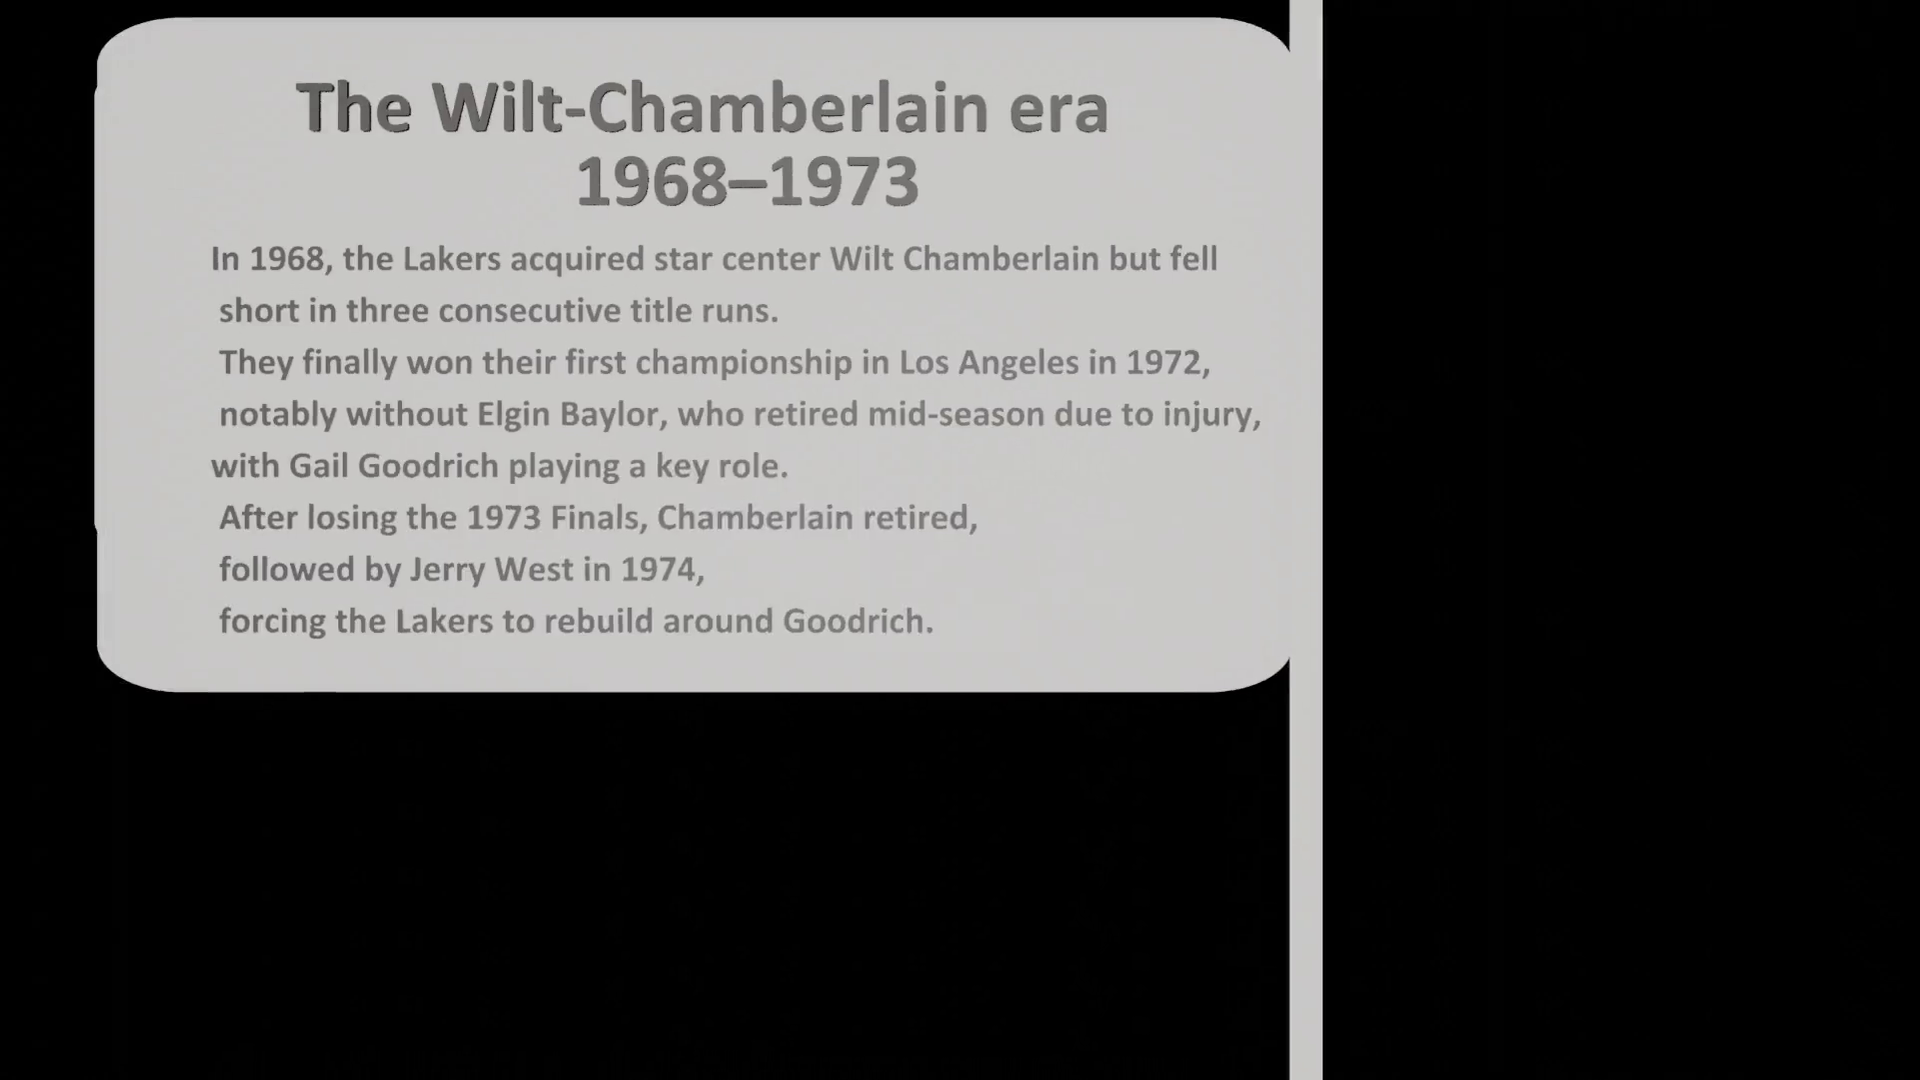 The Wilt-Chamberlain era
1968–1973
In 1968, the Lakers acquired star center Wilt Chamberlain but fell
short in three consecutive title runs.
They finally won their first championship in Los Angeles in 1972,
notably without Elgin Baylor, who retired mid-season due to injury,
with Gail Goodrich playing a key role.
After losing the 1973 Finals, Chamberlain retired,
followed by Jerry West in 1974,
forcing the Lakers to rebuild around Goodrich.